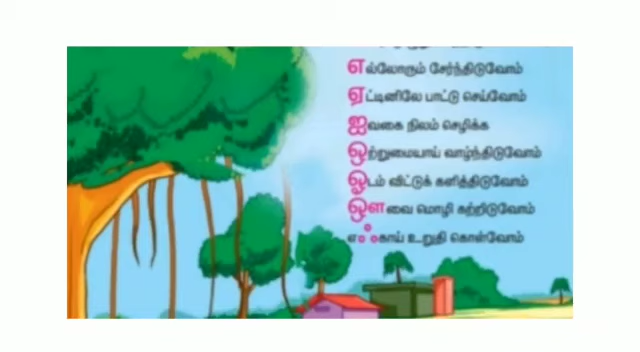 எல்லோரும் சேர்ந்திடுவோம்
ஏட்டினிலே பாட்டு செய்வோம்
ஐவகை நிலம் செழிக்க
ஒற்றுமையாய் வாழ்ந்திடுவோம்
ஓடம் விட்டுக் களித்திடுவோம்
ஔவை மொழி கற்றிடுவோம்
எஃகாய் உறுதி கொள்வோம்